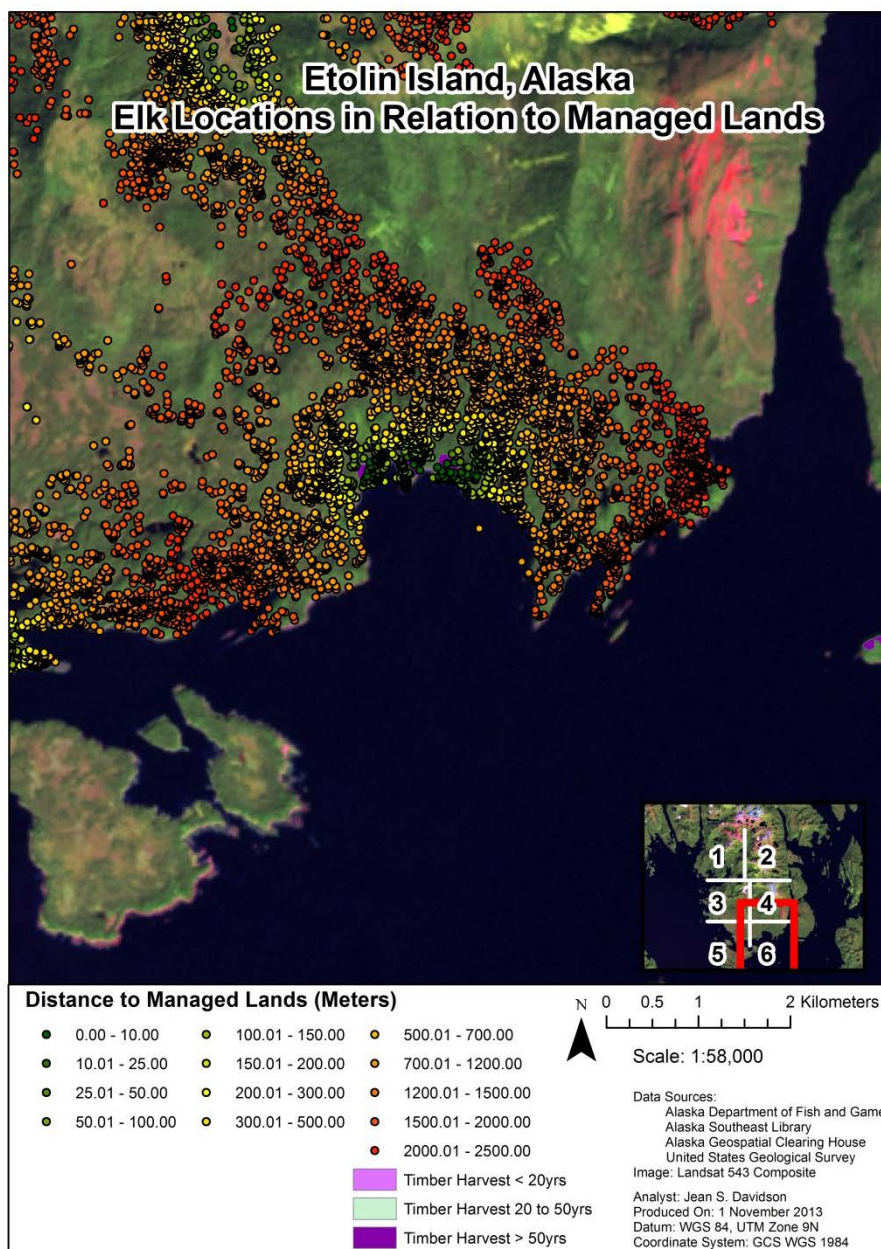 Etolin Island, Alaska
Elk Locations in Relation to Managed Lands
1 2
3 4
5 6
Distance to Managed Lands (Meters)
0.00 - 10.00
10.01 - 25.00
25.01 - 50.00
50.01 - 100.00
100.01 - 150.00
150.01 - 200.00
200.01 - 300.00
300.01 - 500.00
500.01 - 700.00
700.01 - 1200.00
1200.01 - 1500.00
1500.01 - 2000.00
2000.01 - 2500.00
Timber Harvest < 20yrs
Timber Harvest 20 to 50yrs
Timber Harvest > 50yrs
N
0 0.5 1 2 Kilometers
Scale: 1:58,000
Data Sources:
Alaska Department of Fish and Game
Alaska Southeast Library
Alaska Geospatial Clearing House
United States Geological Survey
Image: Landsat 543 Composite
Analyst: Jean S. Davidson
Produced On: 1 November 2013
Datum: WGS 84, UTM Zone 9N
Coordinate System: GCS WGS 1984